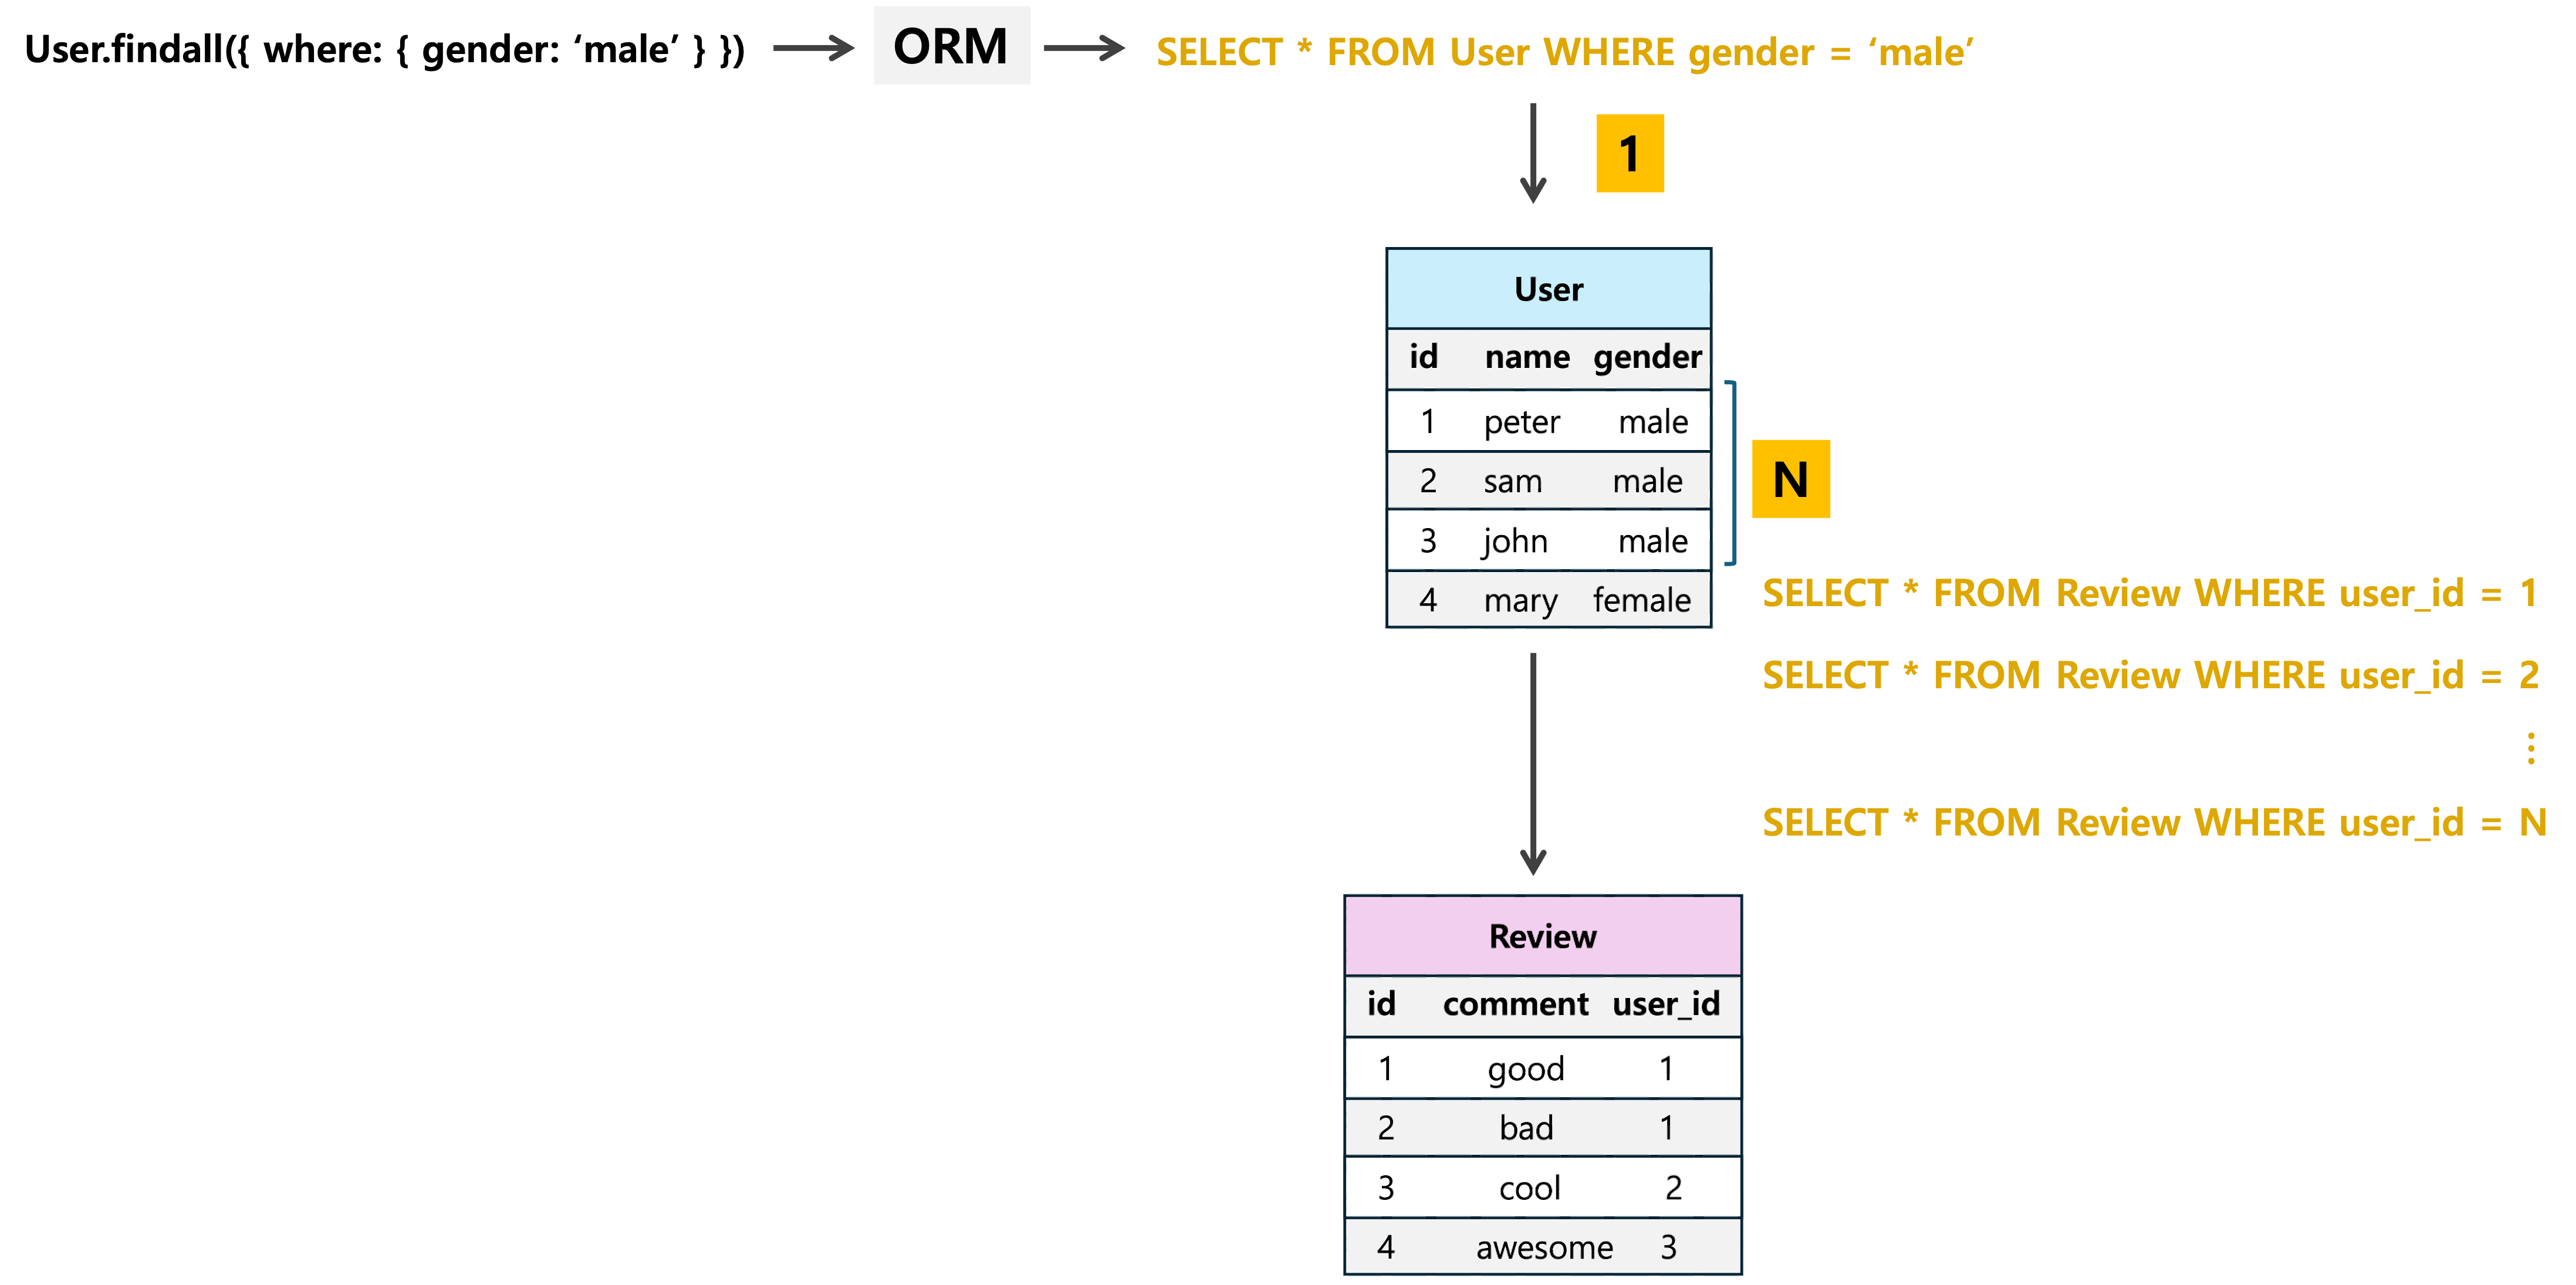 User.findall({ where: { gender: ‘male’ } })
ORM
SELECT * FROM User WHERE gender = ‘male’
1
User
id name gender
1 peter male
2 sam male
3 john male
4 mary female
N
SELECT * FROM Review WHERE user_id = 1
SELECT * FROM Review WHERE user_id = 2
⋮
SELECT * FROM Review WHERE user_id = N
Review
id comment user_id
1 good 1
2 bad 1
3 cool 2
4 awesome 3